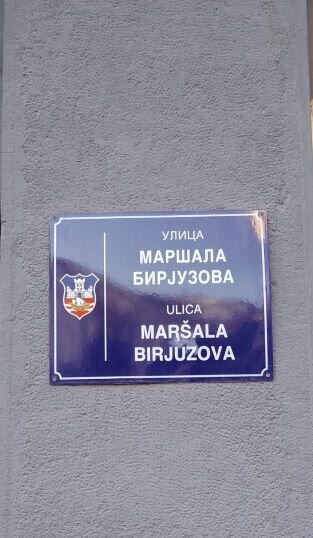 УЛИЦА
МАРШАЛА
БИРЈУЗОВА
ULICA
MARŠALA
BIRJUZOVA